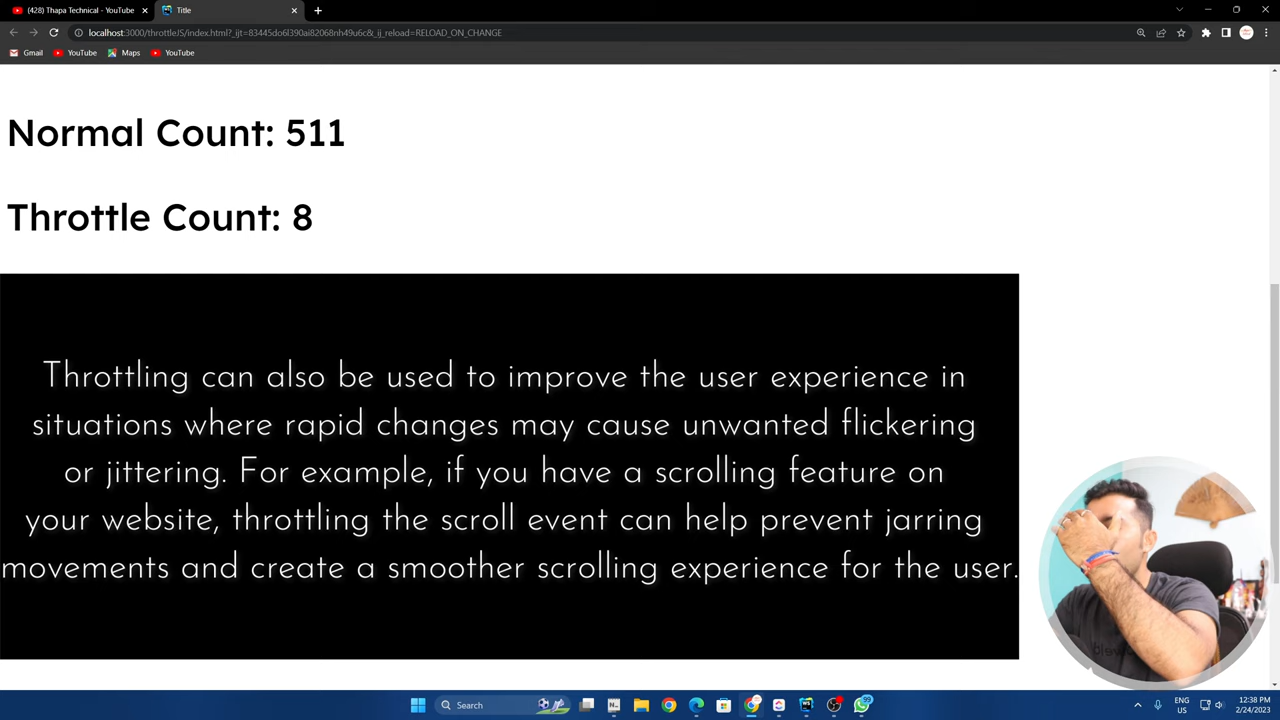 (428) Thapa Technical - YouTube
Title
localhost:3000/throttleJS/index.html?_ijt=83445do6l390ai82068nh49u6c&_ij_reload=RELOAD_ON_CHANGE
Gmail
YouTube
Maps
YouTube
Normal Count: 511
Throttle Count: 8
Throttling can also be used to improve the user experience in
situations where rapid changes may cause unwanted flickering
or jittering. For example, if you have a scrolling feature on
your website, throttling the scroll event can help prevent jarring
movements and create a smoother scrolling experience for the user.
Search
ENG
US
12:38 PM
2/24/2023